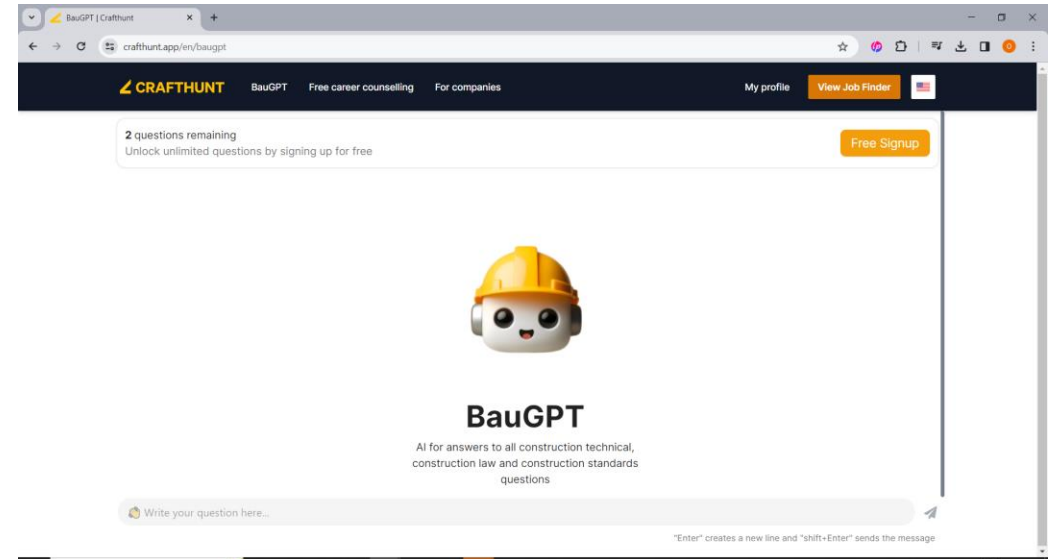 BauGPT | Crafthunt
crafthunt.app/en/baugpt
CRAFTHUNT BauGPT Free career counselling For companies My profile View Job Finder
2 questions remaining
Unlock unlimited questions by signing up for free
Free Signup
BauGPT
AI for answers to all construction technical,
construction law and construction standards
questions
Write your question here...
"Enter" creates a new line and "shift+Enter" sends the message